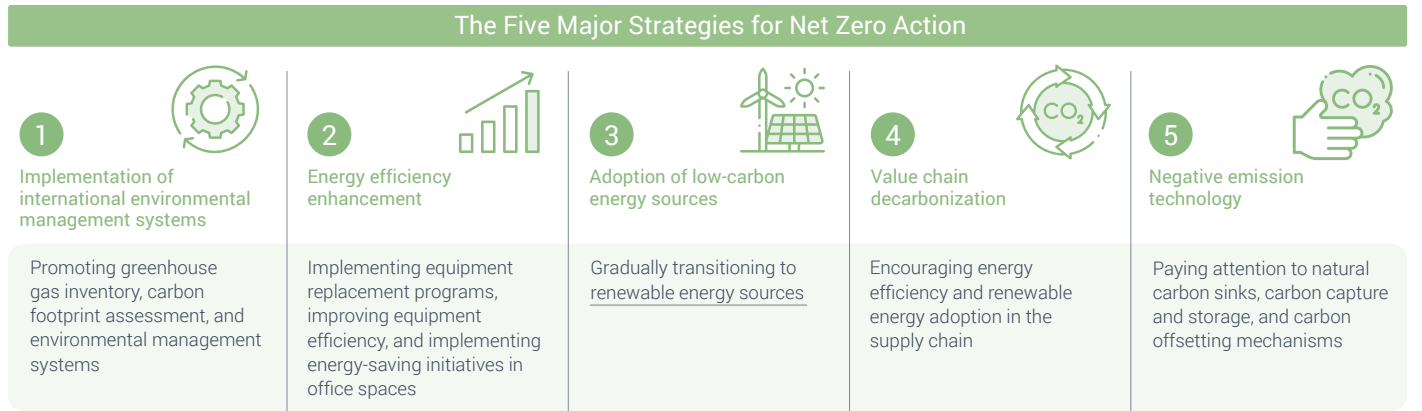 The Five Major Strategies for Net Zero Action
1
Implementation of
international environmental
management systems
Promoting greenhouse
gas inventory, carbon
footprint assessment, and
environmental management
systems
2
Energy efficiency
enhancement
Implementing equipment
replacement programs,
improving equipment
efficiency, and implementing
energy-saving initiatives in
office spaces
3
Adoption of low-carbon
energy sources
Gradually transitioning to
renewable energy sources
4
CO2
Value chain
decarbonization
Encouraging energy
efficiency and renewable
energy adoption in the
supply chain
5
CO2
Negative emission
technology
Paying attention to natural
carbon sinks, carbon capture
and storage, and carbon
offsetting mechanisms